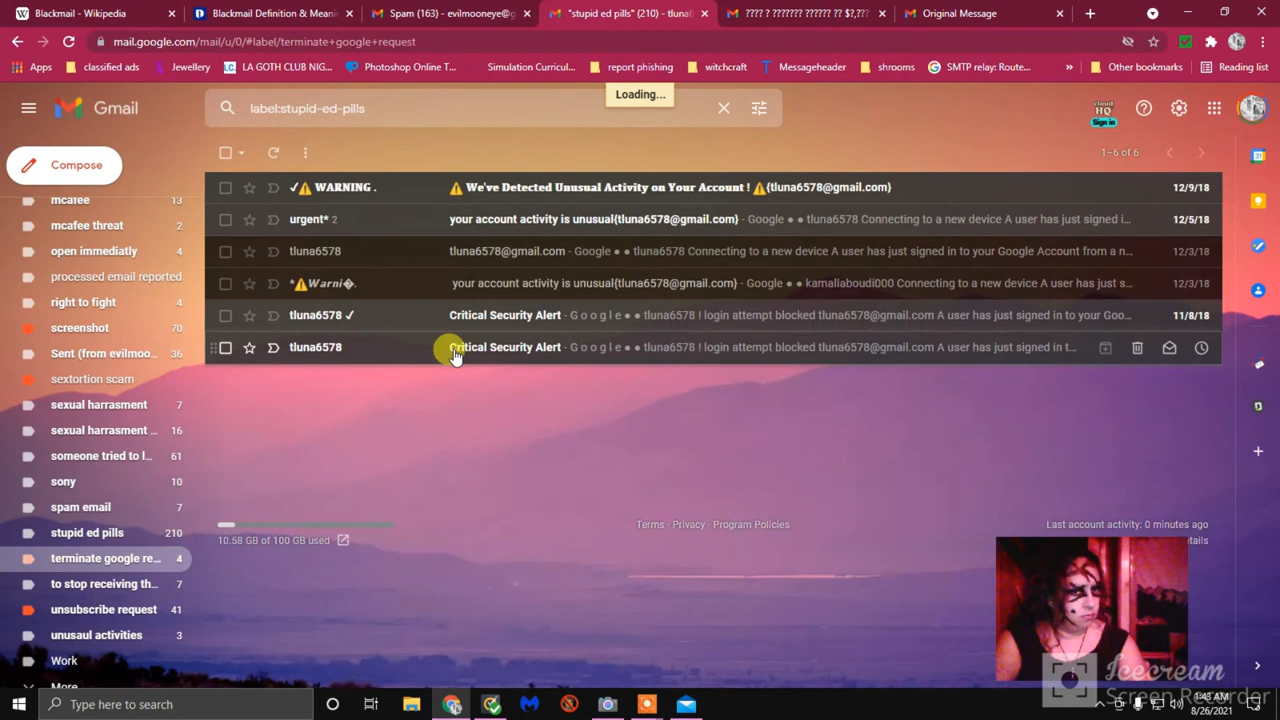 Blackmail - Wikipedia
Blackmail Definition & Meani
Spam (163) - evilmooneye@g
"stupid ed pills" (210) - tluna6
???? ? ??????? ?????? ?? $?,???
Original Message
mail.google.com/mail/u/0/#label/terminate+google+request
Apps
classified ads
Jewellery
LA GOTH CLUB NIG...
Photoshop Online T...
Simulation Curricul...
report phishing
witchcraft
Messageheader
shrooms
SMTP relay: Route...
»
Other bookmarks
Reading list
Loading...
Gmail
label:stupid-ed-pills
cloud
HQ
Sign in
Compose
1–6 of 6
mcafee 13
mcafee threat 2
open immediatly 4
processed email reported
right to fight
screenshot 70
Sent (from evilmoo... 36
sextortion scam
sexual harrasment 7
sexual harrasment ... 16
someone tried to l... 61
sony 10
spam email 7
stupid ed pills 210
terminate google re... 4
to stop receiving th... 7
unsubscribe request 41
unsaul activities 3
Work
More
✓⚠ WARNING . ⚠ We've Detected Unusual Activity on Your Account ! ⚠{tluna6578@gmail.com} 12/9/18
urgent* 2 your account activity is unusual{tluna6578@gmail.com} - Google ● ● tluna6578 Connecting to a new device A user has just signed i... 12/5/18
tluna6578 tluna6578@gmail.com - Google ● ● tluna6578 Connecting to a new device A user has just signed in to your Google Account from a n... 12/3/18
*⚠Warni�. your account activity is unusual{tluna6578@gmail.com} - Google ● ● kamallaboudi000 Connecting to a new device A user has just s... 12/3/18
tluna6578 ✓ Critical Security Alert - G o o g l e ● ● tluna6578 ! login attempt blocked tluna6578@gmail.com A user has just signed in to your Goo... 11/8/18
tluna6578 Critical Security Alert - G o o g l e ● ● tluna6578 ! login attempt blocked tluna6578@gmail.com A user has just signed in t...
10.58 GB of 100 GB used
Terms · Privacy · Program Policies
Last account activity: 0 minutes ago
etails
Icecream
Screen Recorder
Type here to search
1:43 AM
8/26/2021